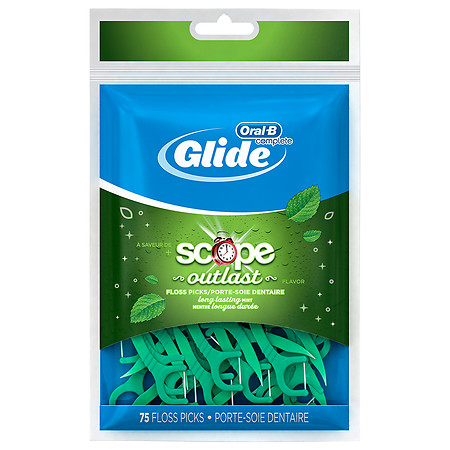 Oral-B
complete
Glide
À SAVEUR DE
scope
outlast
FLAVOR
FLOSS PICKS/PORTE-SOIE DENTAIRE
long lasting MINT
MENTHE longue durée
75 FLOSS PICKS • PORTE-SOIE DENTAIRE